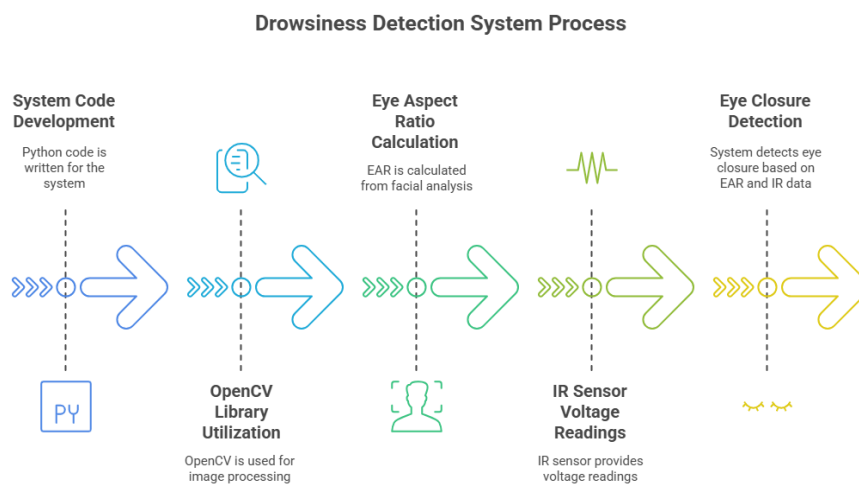 Drowsiness Detection System Process
System Code
Development
Python code is
written for the
system
PY
OpenCV
Library
Utilization
OpenCV is used for
image processing
Eye Aspect
Ratio
Calculation
EAR is calculated
from facial analysis
IR Sensor
Voltage
Readings
IR sensor provides
voltage readings
Eye Closure
Detection
System detects eye
closure based on
EAR and IR data